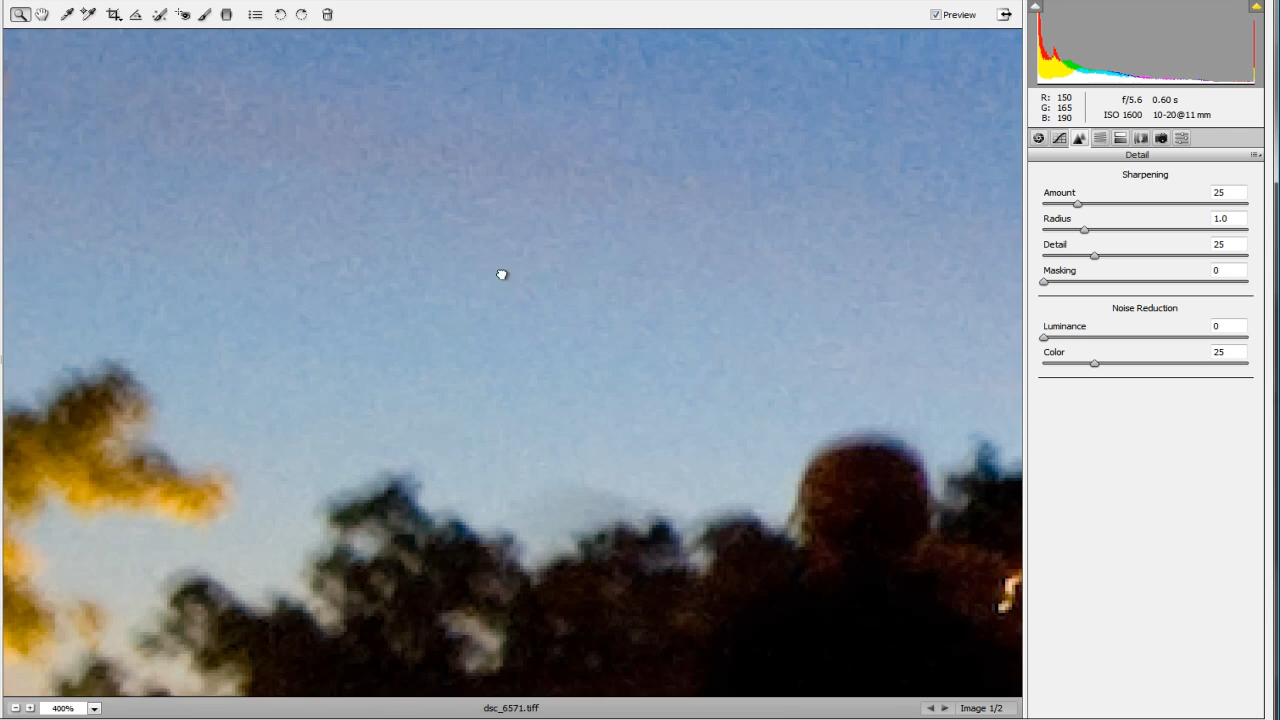 Preview
R: 150
G: 165
B: 190
f/5.6 0.60 s
ISO 1600 10-20@11 mm
Detail
Sharpening
Amount 25
Radius 1.0
Detail 25
Masking 0
Noise Reduction
Luminance 0
Color 25
400%
dsc_6571.tiff
Image 1/2